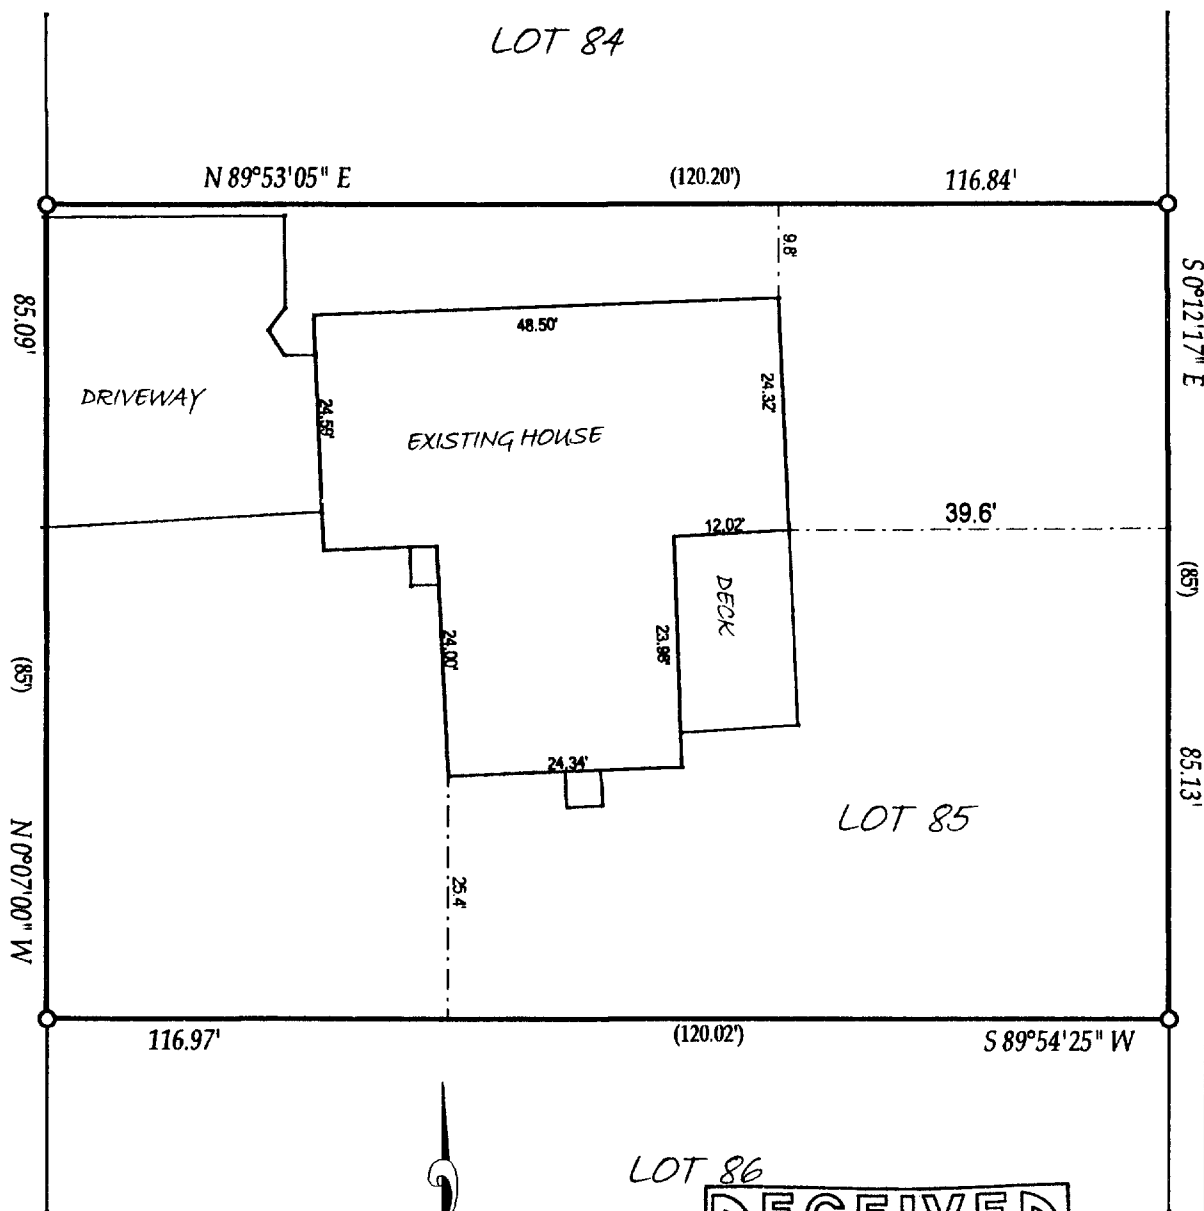 LOT 84
N 89°53'05" E (120.20') 116.84'
9.8'
S 0°12'17" E
85.09'
48.50'
24.32'
DRIVEWAY
24.59'
EXISTING HOUSE
12.02'
39.6'
DECK
(85')
24.00'
23.98'
(85')
24.34'
85.13'
LOT 85
N 0°07'00" W
25.4'
116.97' (120.02') S 89°54'25" W
LOT 86
RECEIVED